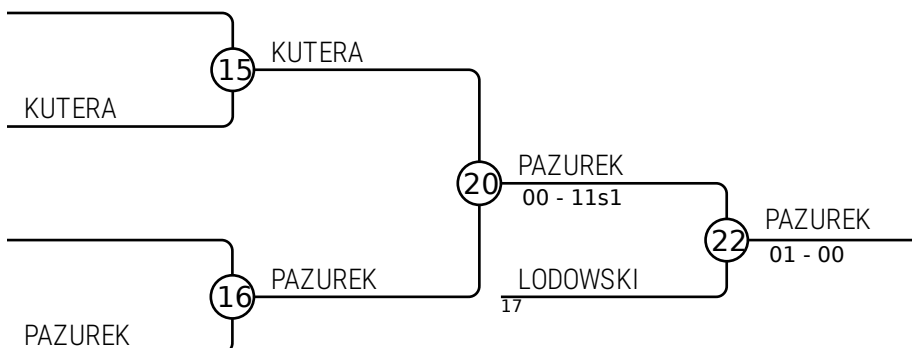 KUTERA
15
KUTERA
PAZUREK
00 - 11s1
20
PAZUREK
01 - 00
22
PAZUREK
16
LODOWSKI
17
PAZUREK